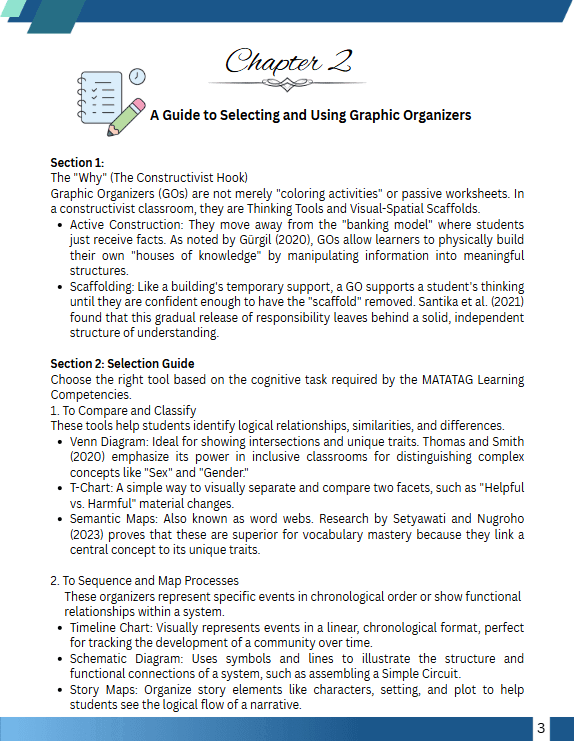 Chapter 2
A Guide to Selecting and Using Graphic Organizers
Section 1:
The "Why" (The Constructivist Hook)
Graphic Organizers (GOs) are not merely "coloring activities" or passive worksheets. In
a constructivist classroom, they are Thinking Tools and Visual-Spatial Scaffolds.
• Active Construction: They move away from the "banking model" where students
just receive facts. As noted by Gürgil (2020), GOs allow learners to physically build
their own "houses of knowledge" by manipulating information into meaningful
structures.
• Scaffolding: Like a building's temporary support, a GO supports a student's thinking
until they are confident enough to have the "scaffold" removed. Santika et al. (2021)
found that this gradual release of responsibility leaves behind a solid, independent
structure of understanding.
Section 2: Selection Guide
Choose the right tool based on the cognitive task required by the MATATAG Learning
Competencies.
1. To Compare and Classify
These tools help students identify logical relationships, similarities, and differences.
• Venn Diagram: Ideal for showing intersections and unique traits. Thomas and Smith
(2020) emphasize its power in inclusive classrooms for distinguishing complex
concepts like "Sex" and "Gender."
• T-Chart: A simple way to visually separate and compare two facets, such as "Helpful
vs. Harmful" material changes.
• Semantic Maps: Also known as word webs. Research by Setyawati and Nugroho
(2023) proves that these are superior for vocabulary mastery because they link a
central concept to its unique traits.
2. To Sequence and Map Processes
These organizers represent specific events in chronological order or show functional
relationships within a system.
• Timeline Chart: Visually represents events in a linear, chronological format, perfect
for tracking the development of a community over time.
• Schematic Diagram: Uses symbols and lines to illustrate the structure and
functional connections of a system, such as assembling a Simple Circuit.
• Story Maps: Organize story elements like characters, setting, and plot to help
students see the logical flow of a narrative.
3